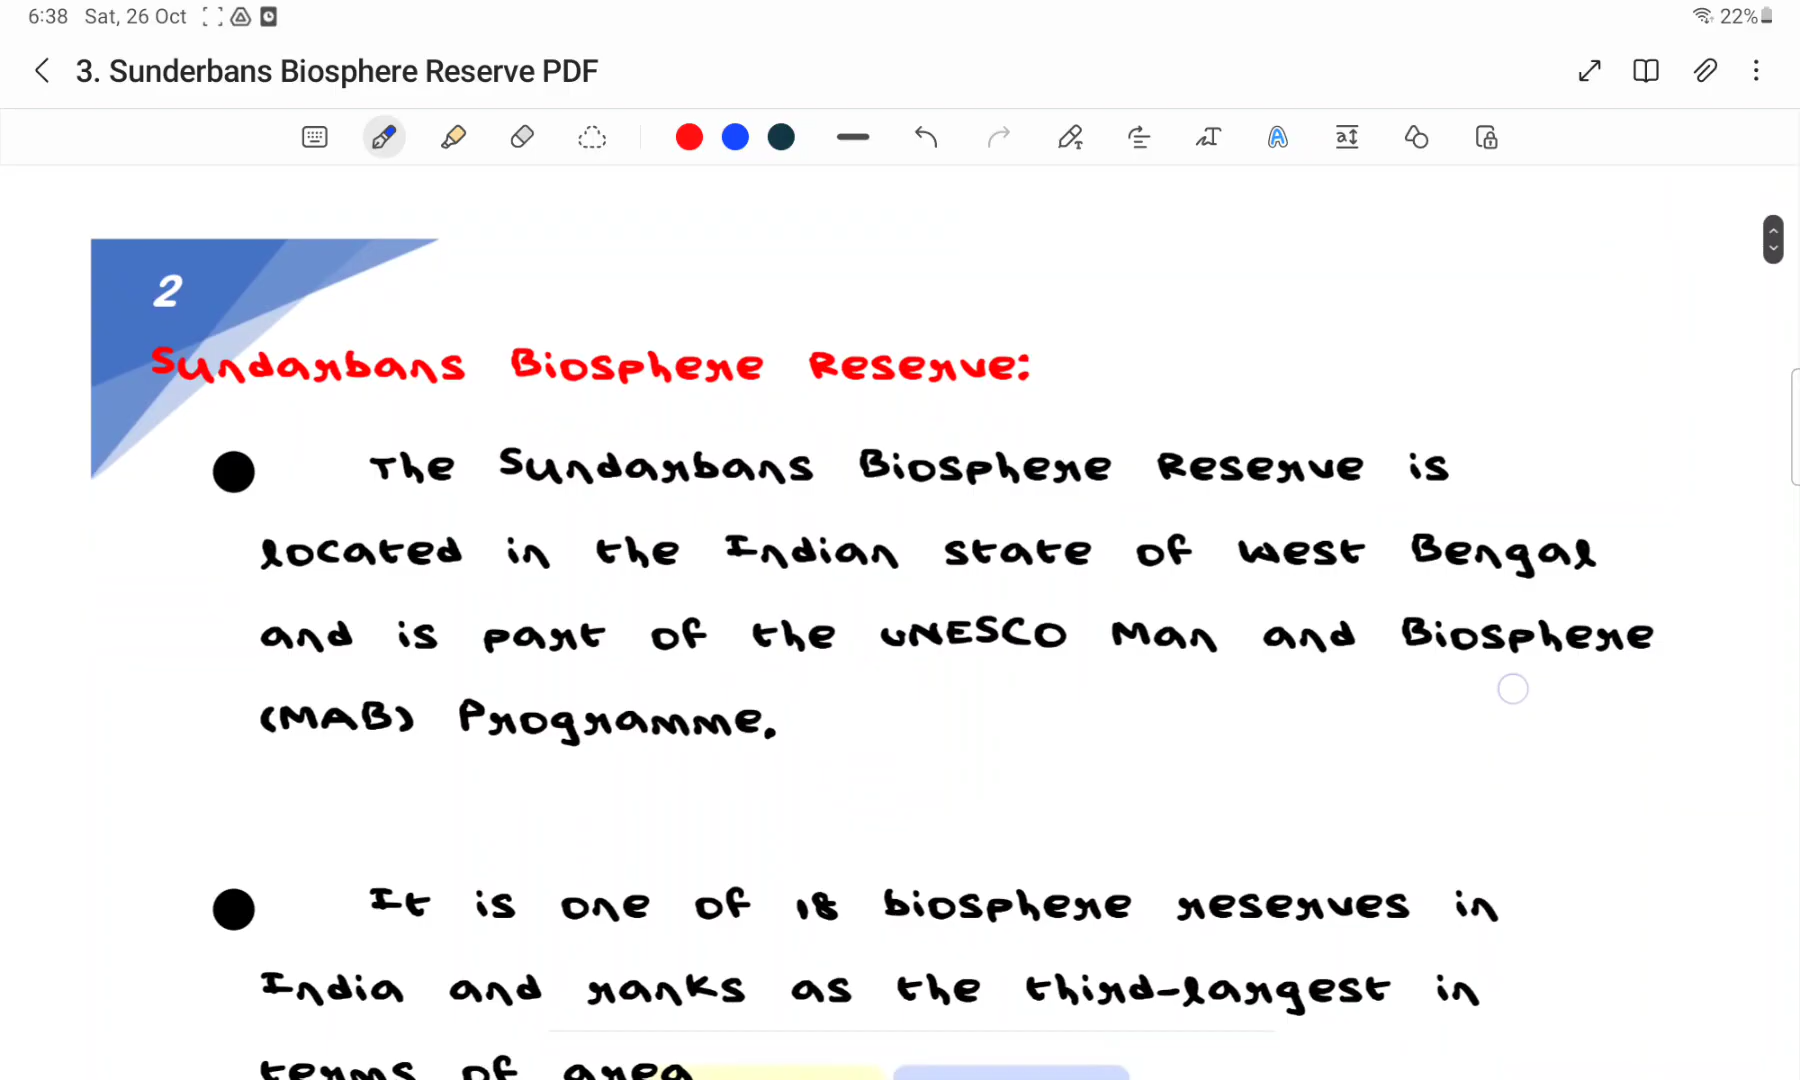 6:38 Sat, 26 Oct 22%
3. Sunderbans Biosphere Reserve PDF
2
Sundarbans Biosphere Reserve:
The Sundarbans Biosphere Reserve is
located in the Indian state of west Bengal
and is part of the UNESCO Man and Biosphere
(MAB) Programme.
It is one of 18 biosphere reserves in
India and ranks as the third-largest in
terms of area